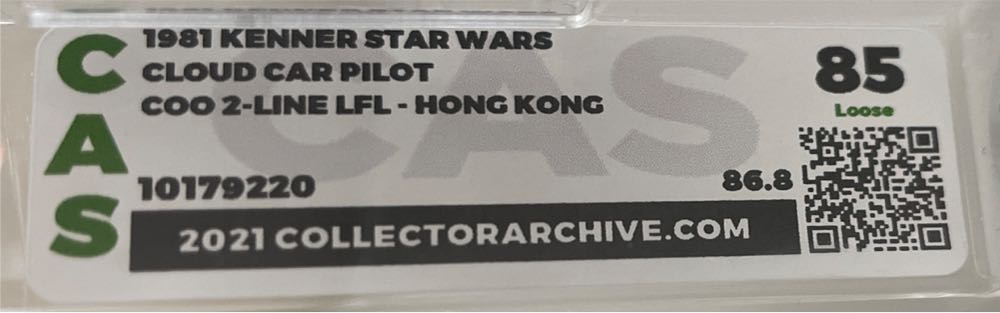 CAS
1981 KENNER STAR WARS
CLOUD CAR PILOT
COO 2-LINE LFL - HONG KONG
CAS
85
Loose
10179220
86.8
2021 COLLECTORARCHIVE.COM